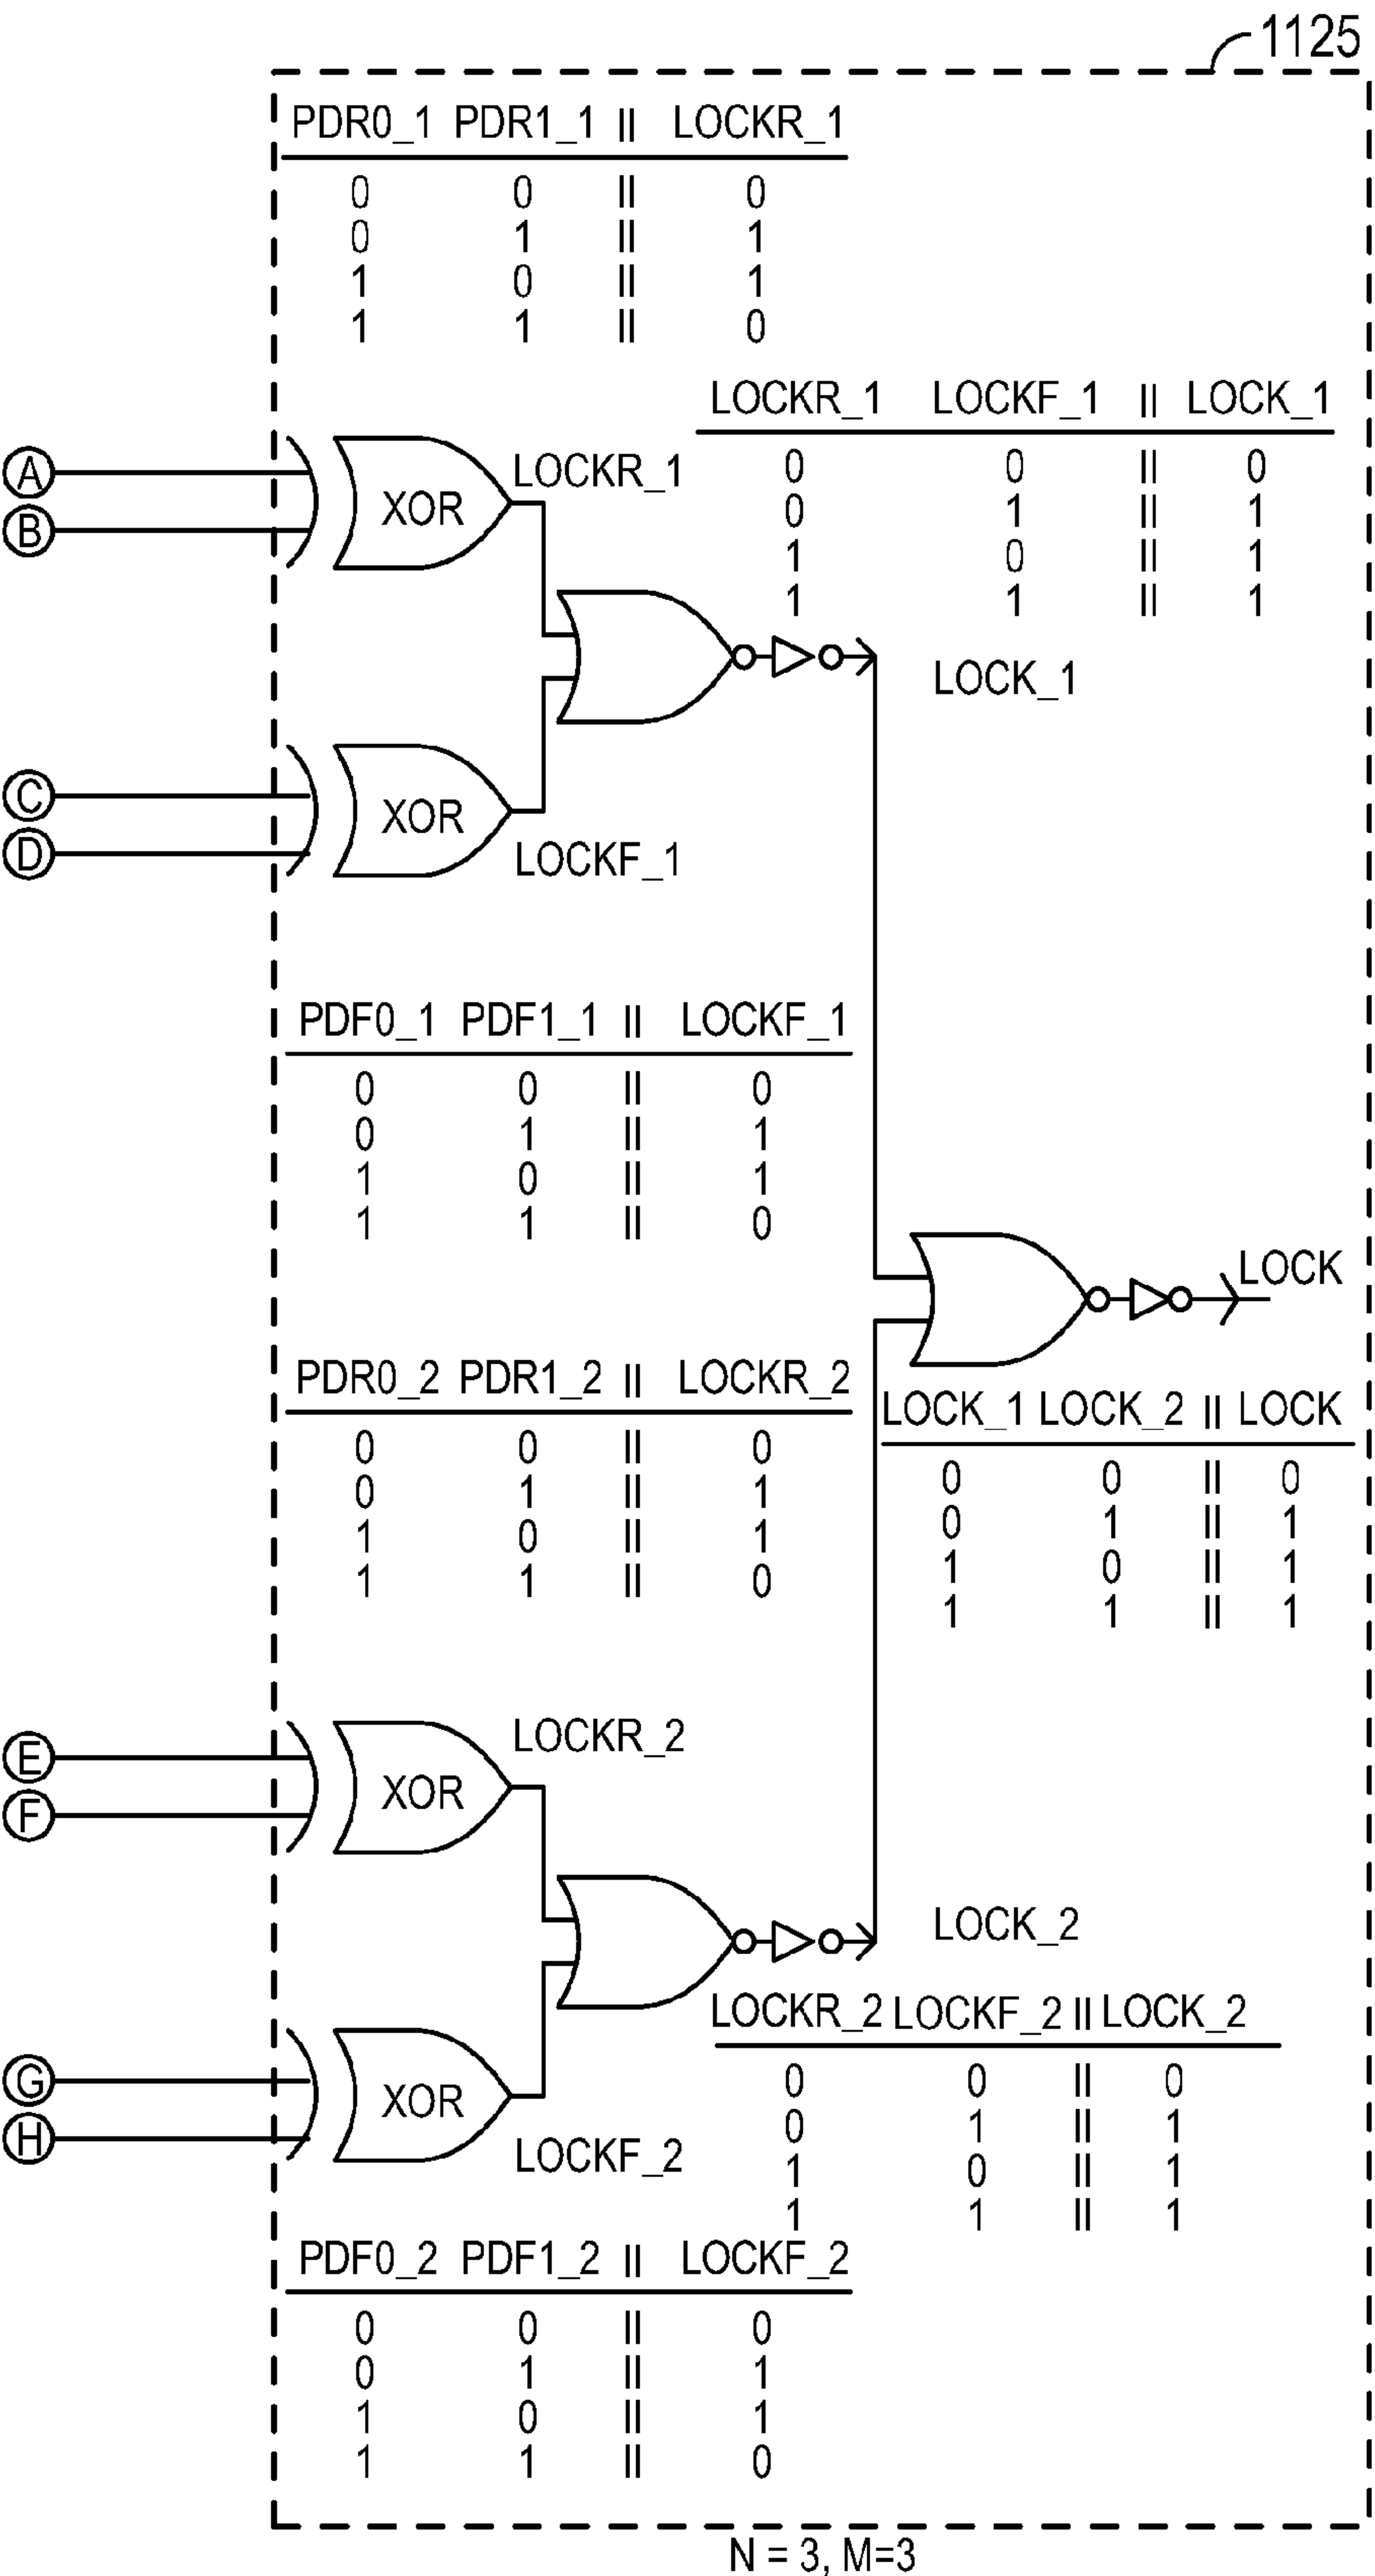 1125
PDR0_1 PDR1_1 || LOCKR_1
0 0 || 0
0 1 || 1
1 0 || 1
1 1 || 0
LOCKR_1 LOCKF_1 || LOCK_1
0 0 || 0
0 1 || 1
1 0 || 1
1 1 || 1
A
B
XOR
LOCKR_1
LOCK_1
C
D
XOR
LOCKF_1
PDF0_1 PDF1_1 || LOCKF_1
0 0 || 0
0 1 || 1
1 0 || 1
1 1 || 0
LOCK
PDR0_2 PDR1_2 || LOCKR_2
0 0 || 0
0 1 || 1
1 0 || 1
1 1 || 0
LOCK_1 LOCK_2 || LOCK
0 0 || 0
0 1 || 1
1 0 || 1
1 1 || 1
E
F
XOR
LOCKR_2
LOCK_2
G
H
XOR
LOCKF_2
LOCKR_2 LOCKF_2 || LOCK_2
0 0 || 0
0 1 || 1
1 0 || 1
1 1 || 1
PDF0_2 PDF1_2 || LOCKF_2
0 0 || 0
0 1 || 1
1 0 || 1
1 1 || 0
N = 3, M=3